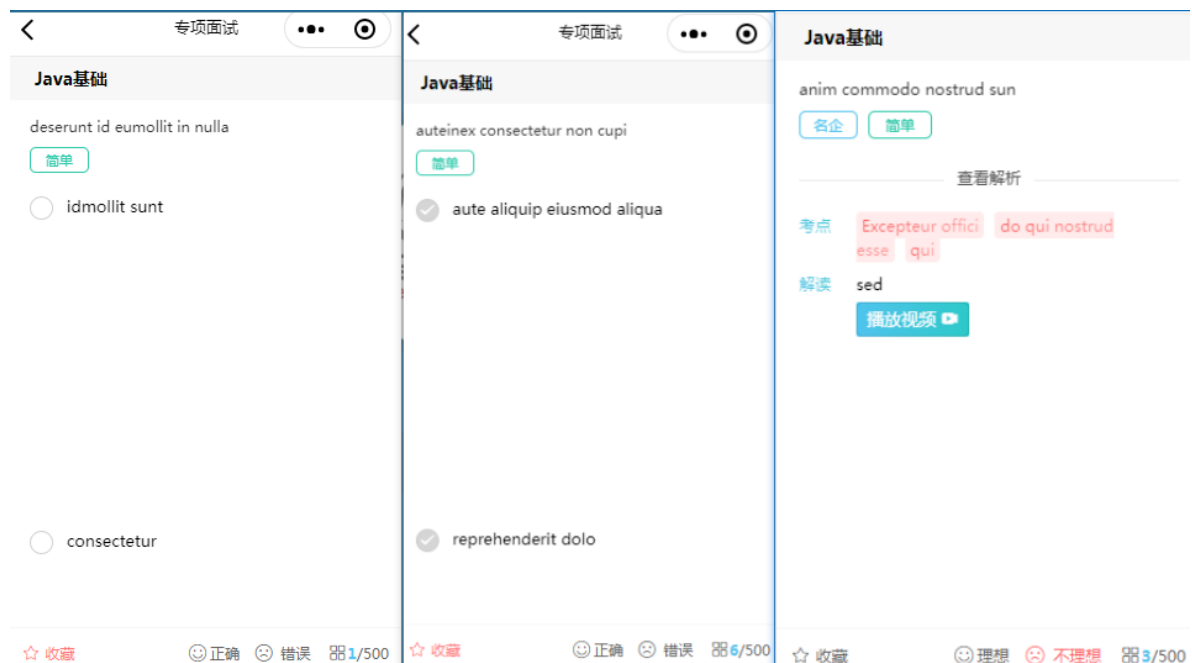 专项面试
Java基础
deserunt id eumollit in nulla
简单
idmollit sunt
consectetur
收藏 正确 错误 1/500
专项面试
Java基础
auteinex consectetur non cupi
简单
aute aliquip eiusmod aliqua
reprehenderit dolo
收藏 正确 错误 6/500
Java基础
anim commodo nostrud sun
名企 简单
查看解析
考点 Excepteur offici do qui nostrud
esse qui
解读 sed
播放视频
收藏 理想 不理想 3/500